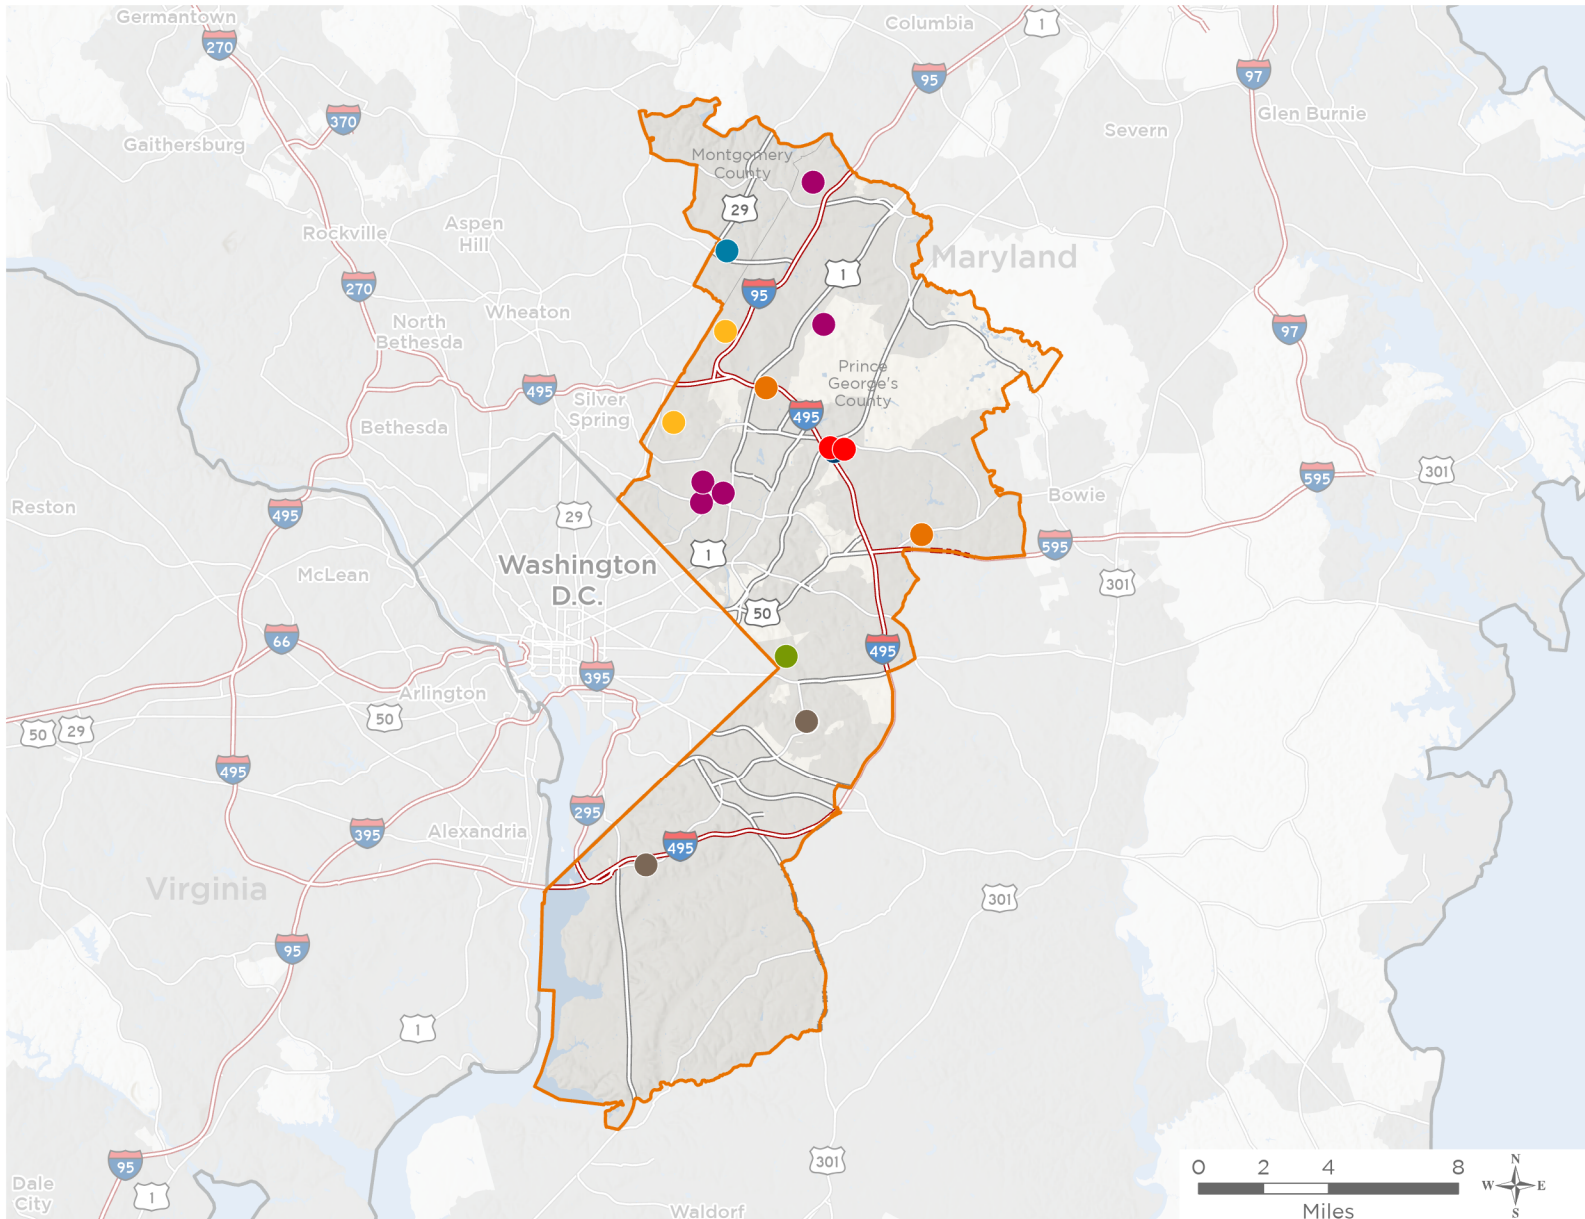 Germantown
Columbia
1
270
95
97
370
Glen Burnie
Severn
Gaithersburg
Montgomery
County
29
Aspen
Hill
Rockville
Maryland
1
270
95
Wheaton
North
Bethesda
97
Prince
George's
County
495
Silver
Spring
495
Bethesda
301
595
Reston
495
29
Bowie
1
595
Washington
D.C.
McLean
301
50
66
495
395
Arlington
50
29
50
495
295
395
Alexandria
495
Virginia
301
95
1
301
95
1
Dale
City
Waldorf
0 2 4 8
Miles
N
W E
S